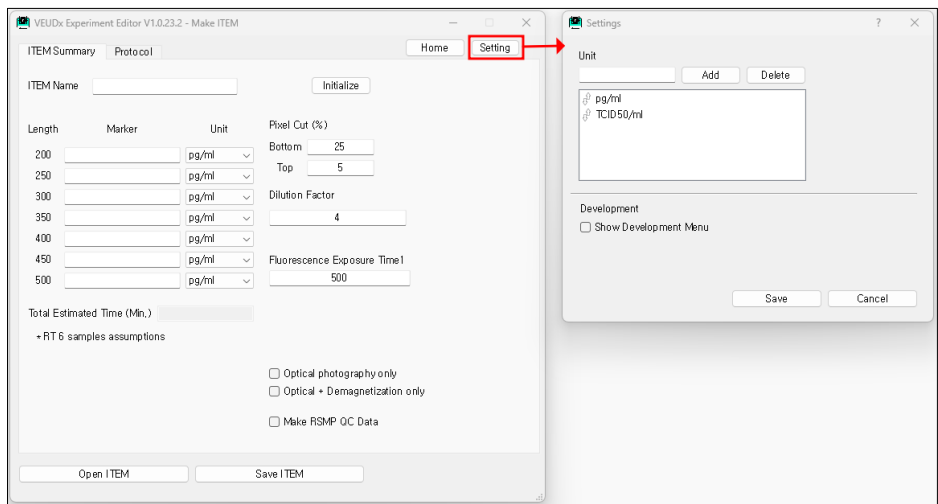 VEUDx Experiment Editor V1.0.23.2 - Make ITEM
ITEM Summary
Protocol
Home
Setting
ITEM Name
Initialize
Length Marker Unit
200 pg/ml
250 pg/ml
300 pg/ml
350 pg/ml
400 pg/ml
450 pg/ml
500 pg/ml
Pixel Cut (%)
Bottom 25
Top 5
Dilution Factor
4
Fluorescence Exposure Time1
500
Total Estimated Time (Min.)
* RT 6 samples assumptions
Optical photography only
Optical + Demagnetization only
Make RSMP QC Data
Open ITEM
Save ITEM
Settings
?
Unit
Add
Delete
pg/ml
TCID50/ml
Development
Show Development Menu
Save
Cancel